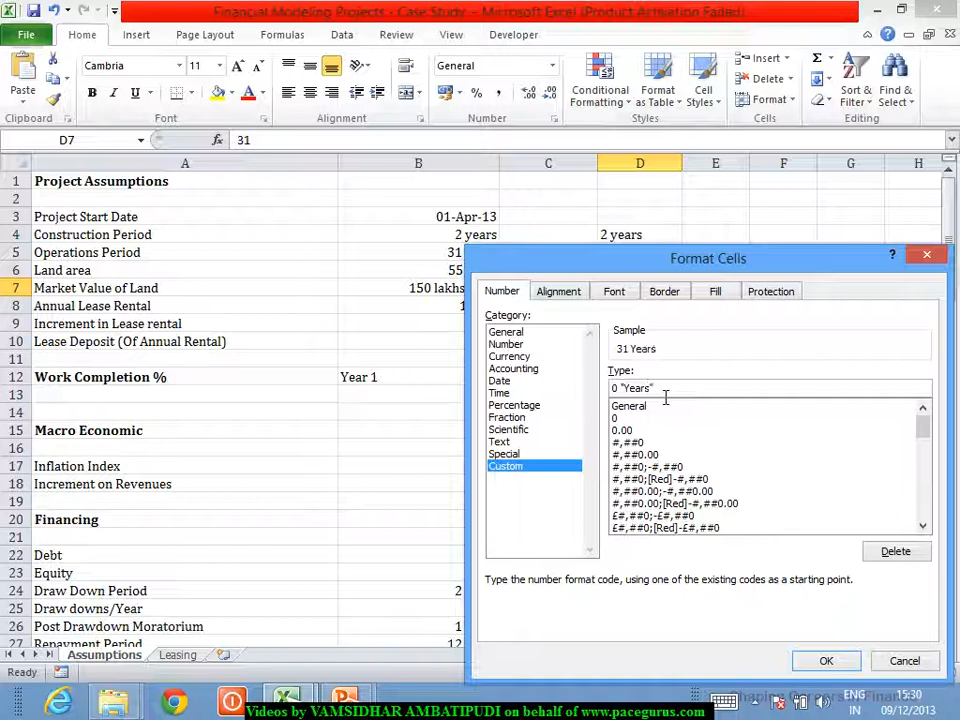 Financial Modeling Projects - Case Study - Microsoft Excel (Product Activation Failed)
File Home Insert Page Layout Formulas Data Review View Developer
Cambria 11 General Insert
Paste Conditional Formatting Format as Table Cell Styles Delete Format Sort & Filter Find & Select
Clipboard Font Alignment Number Styles Cells Editing
D7 31
A B C D E F G H
1 Project Assumptions
2
3 Project Start Date 01-Apr-13
4 Construction Period 2 years 2 years
5 Operations Period 31
6 Land area 55
7 Market Value of Land 150 lakhs
8 Annual Lease Rental 1
9 Increment in Lease rental
10 Lease Deposit (Of Annual Rental)
11
12 Work Completion % Year 1
13
14
15 Macro Economic
16
17 Inflation Index
18 Increment on Revenues
19
20 Financing
21
22 Debt
23 Equity
24 Draw Down Period 2
25 Draw downs/Year
26 Post Drawdown Moratorium 1
27 Repayment Period 12
Format Cells
Number Alignment Font Border Fill Protection
Category:
General
Number
Currency
Accounting
Date
Time
Percentage
Fraction
Scientific
Text
Special
Custom
Sample
31 Years
Type:
0 "Years"
General
0
0.00
#,##0
#,##0.00
#,##0;-#,##0
#,##0;[Red]-#,##0
#,##0.00;-#,##0.00
#,##0.00;[Red]-#,##0.00
£#,##0;-£#,##0
£#,##0;[Red]-£#,##0
Delete
Type the number format code, using one of the existing codes as a starting point.
OK Cancel
Assumptions Leasing
Ready
ENG 15:30
IN 09/12/2013
Videos by VAMSIDHAR AMBATIPUDI on behalf of www.pacegurus.com